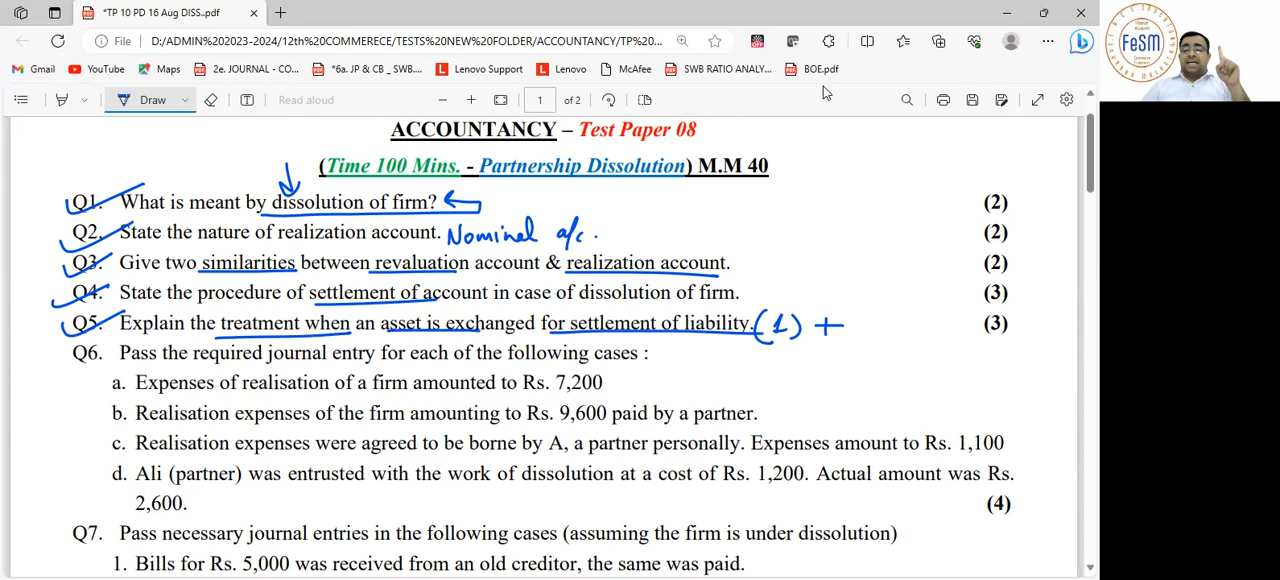 *TP 10 PD 16 Aug DISS..pdf
File D:/ADMIN%202023-2024/12th%20COMMERECE/TESTS%20NEW%20FOLDER/ACCOUNTANCY/TP%20...
Gmail YouTube Maps 2e. JOURNAL - CO... *6a. JP & CB _ SWB.... Lenovo Support Lenovo McAfee SWB RATIO ANALY... BOE.pdf
Draw Read aloud 1 of 2
FeSM
ACCOUNTANCY – Test Paper 08
(Time 100 Mins. - Partnership Dissolution) M.M 40
Q1. What is meant by dissolution of firm? (2)
Q2. State the nature of realization account. Nominal a/c. (2)
Q3. Give two similarities between revaluation account & realization account. (2)
Q4. State the procedure of settlement of account in case of dissolution of firm. (3)
Q5. Explain the treatment when an asset is exchanged for settlement of liability. (1) + (3)
Q6. Pass the required journal entry for each of the following cases :
a. Expenses of realisation of a firm amounted to Rs. 7,200
b. Realisation expenses of the firm amounting to Rs. 9,600 paid by a partner.
c. Realisation expenses were agreed to be borne by A, a partner personally. Expenses amount to Rs. 1,100
d. Ali (partner) was entrusted with the work of dissolution at a cost of Rs. 1,200. Actual amount was Rs.
2,600. (4)
Q7. Pass necessary journal entries in the following cases (assuming the firm is under dissolution)
1. Bills for Rs. 5,000 was received from an old creditor, the same was paid.